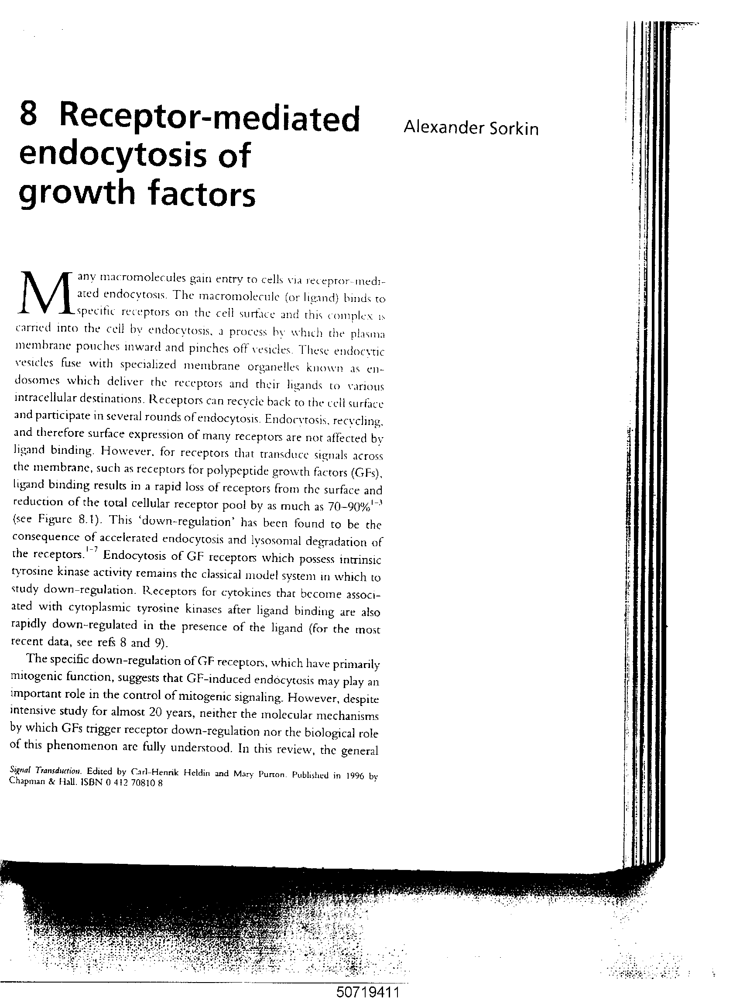 8 Receptor-mediated
endocytosis of
growth factors
Alexander Sorkin
Many macromolecules gain entry to cells via receptor-medi-
ated endocytosis. The macromolecule (or ligand) binds to
specific receptors on the cell surface and this complex is
carried into the cell by endocytosis, a process by which the plasma
membrane pouches inward and pinches off vesicles. These endocytic
vesicles fuse with specialized membrane organelles known as en-
dosomes which deliver the receptors and their ligands to various
intracellular destinations. Receptors can recycle back to the cell surface
and participate in several rounds of endocytosis. Endocytosis, recycling,
and therefore surface expression of many receptors are not affected by
ligand binding. However, for receptors that transduce signals across
the membrane, such as receptors for polypeptide growth factors (GFs),
ligand binding results in a rapid loss of receptors from the surface and
reduction of the total cellular receptor pool by as much as 70–90%1–3
(see Figure 8.1). This 'down-regulation' has been found to be the
consequence of accelerated endocytosis and lysosomal degradation of
the receptors.1–7 Endocytosis of GF receptors which possess intrinsic
tyrosine kinase activity remains the classical model system in which to
study down-regulation. Receptors for cytokines that become associ-
ated with cytoplasmic tyrosine kinases after ligand binding are also
rapidly down-regulated in the presence of the ligand (for the most
recent data, see refs 8 and 9).
The specific down-regulation of GF receptors, which have primarily
mitogenic function, suggests that GF-induced endocytosis may play an
important role in the control of mitogenic signaling. However, despite
intensive study for almost 20 years, neither the molecular mechanisms
by which GFs trigger receptor down-regulation nor the biological role
of this phenomenon are fully understood. In this review, the general
Signal Transduction. Edited by Carl-Henrik Heldin and Mary Purton. Published in 1996 by
Chapman & Hall. ISBN 0 412 70810 8
50719411